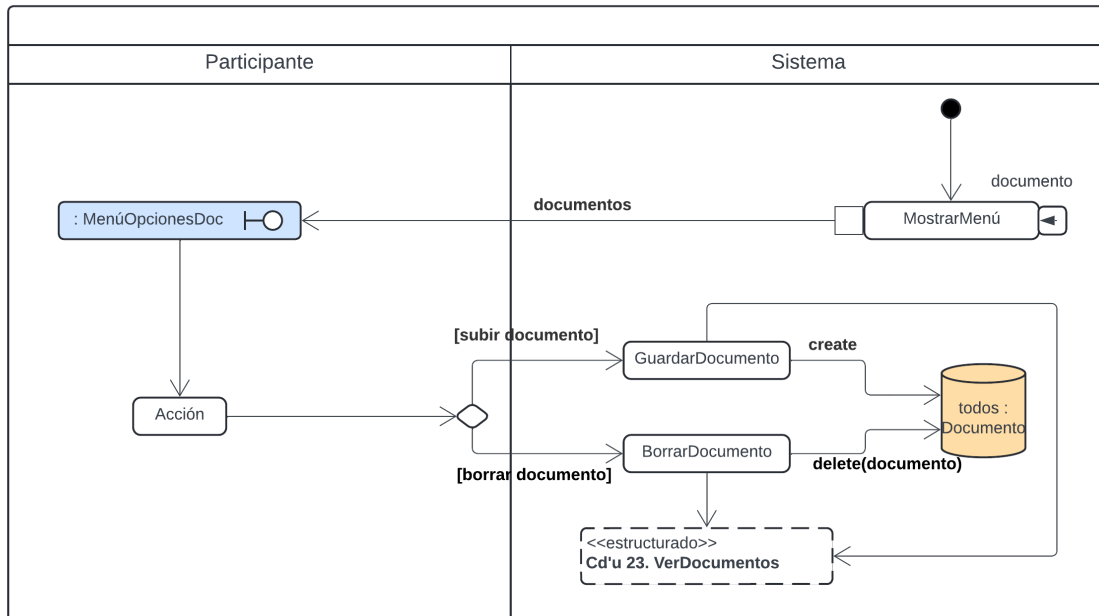 Participante
Sistema
documento
documentos
: MenúOpcionesDoc
MostrarMenú
[subir documento]
create
GuardarDocumento
todos :
Documento
Acción
BorrarDocumento
delete(documento)
[borrar documento]
<<estructurado>>
Cd'u 23. VerDocumentos